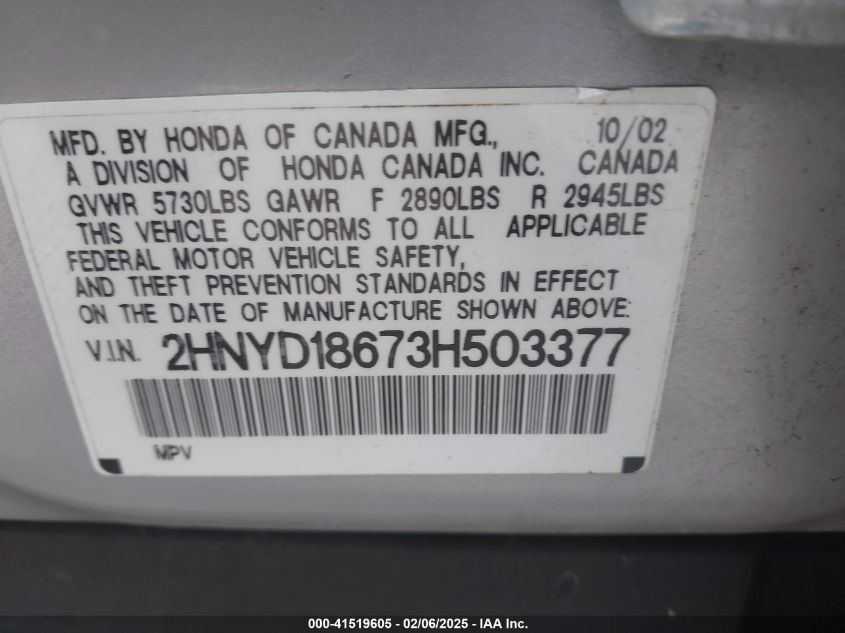 MFD. BY HONDA OF CANADA MFG., 10/02
A DIVISION OF HONDA CANADA INC. CANADA
GVWR 5730LBS GAWR F 2890LBS R 2945LBS
THIS VEHICLE CONFORMS TO ALL APPLICABLE
FEDERAL MOTOR VEHICLE SAFETY,
AND THEFT PREVENTION STANDARDS IN EFFECT
ON THE DATE OF MANUFACTURE SHOWN ABOVE:
V.I.N. 2HNYD18673H503377
MPV
000-41519605 - 02/06/2025 - IAA Inc.